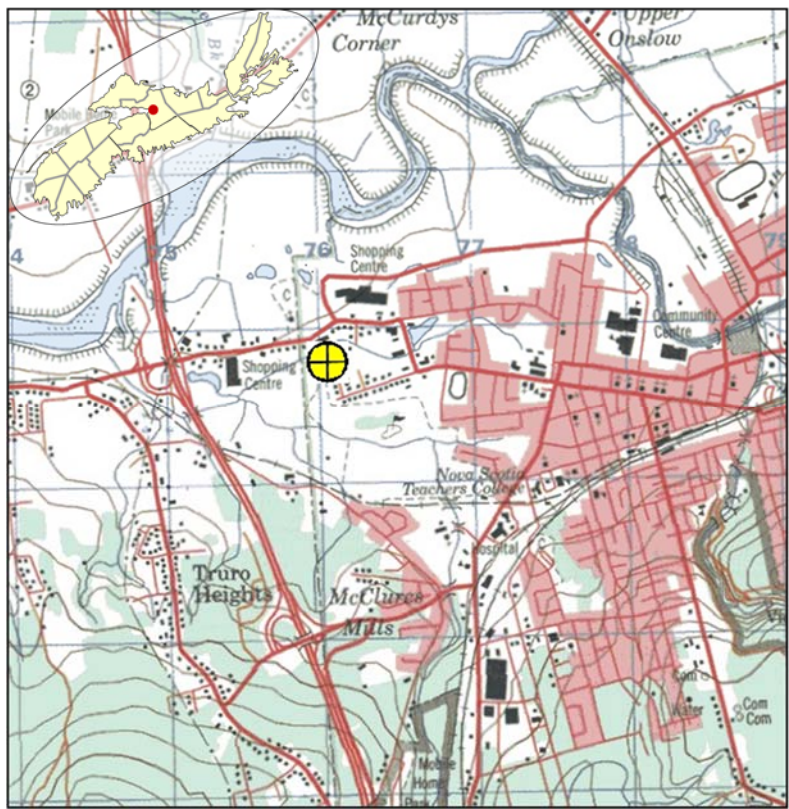 McCurdys
Corner
Upper
Onslow
2
Mobile Home
Park
Bk
C
4
75
76
77
78
79
Shopping
Centre
C
Community
Centre
Shopping
Centre
Nova Scotia
Teachers College
Hospital
C
Truro
Heights
McClures
Mills
Com
Water
Com
Com
Mobile
Home
Park